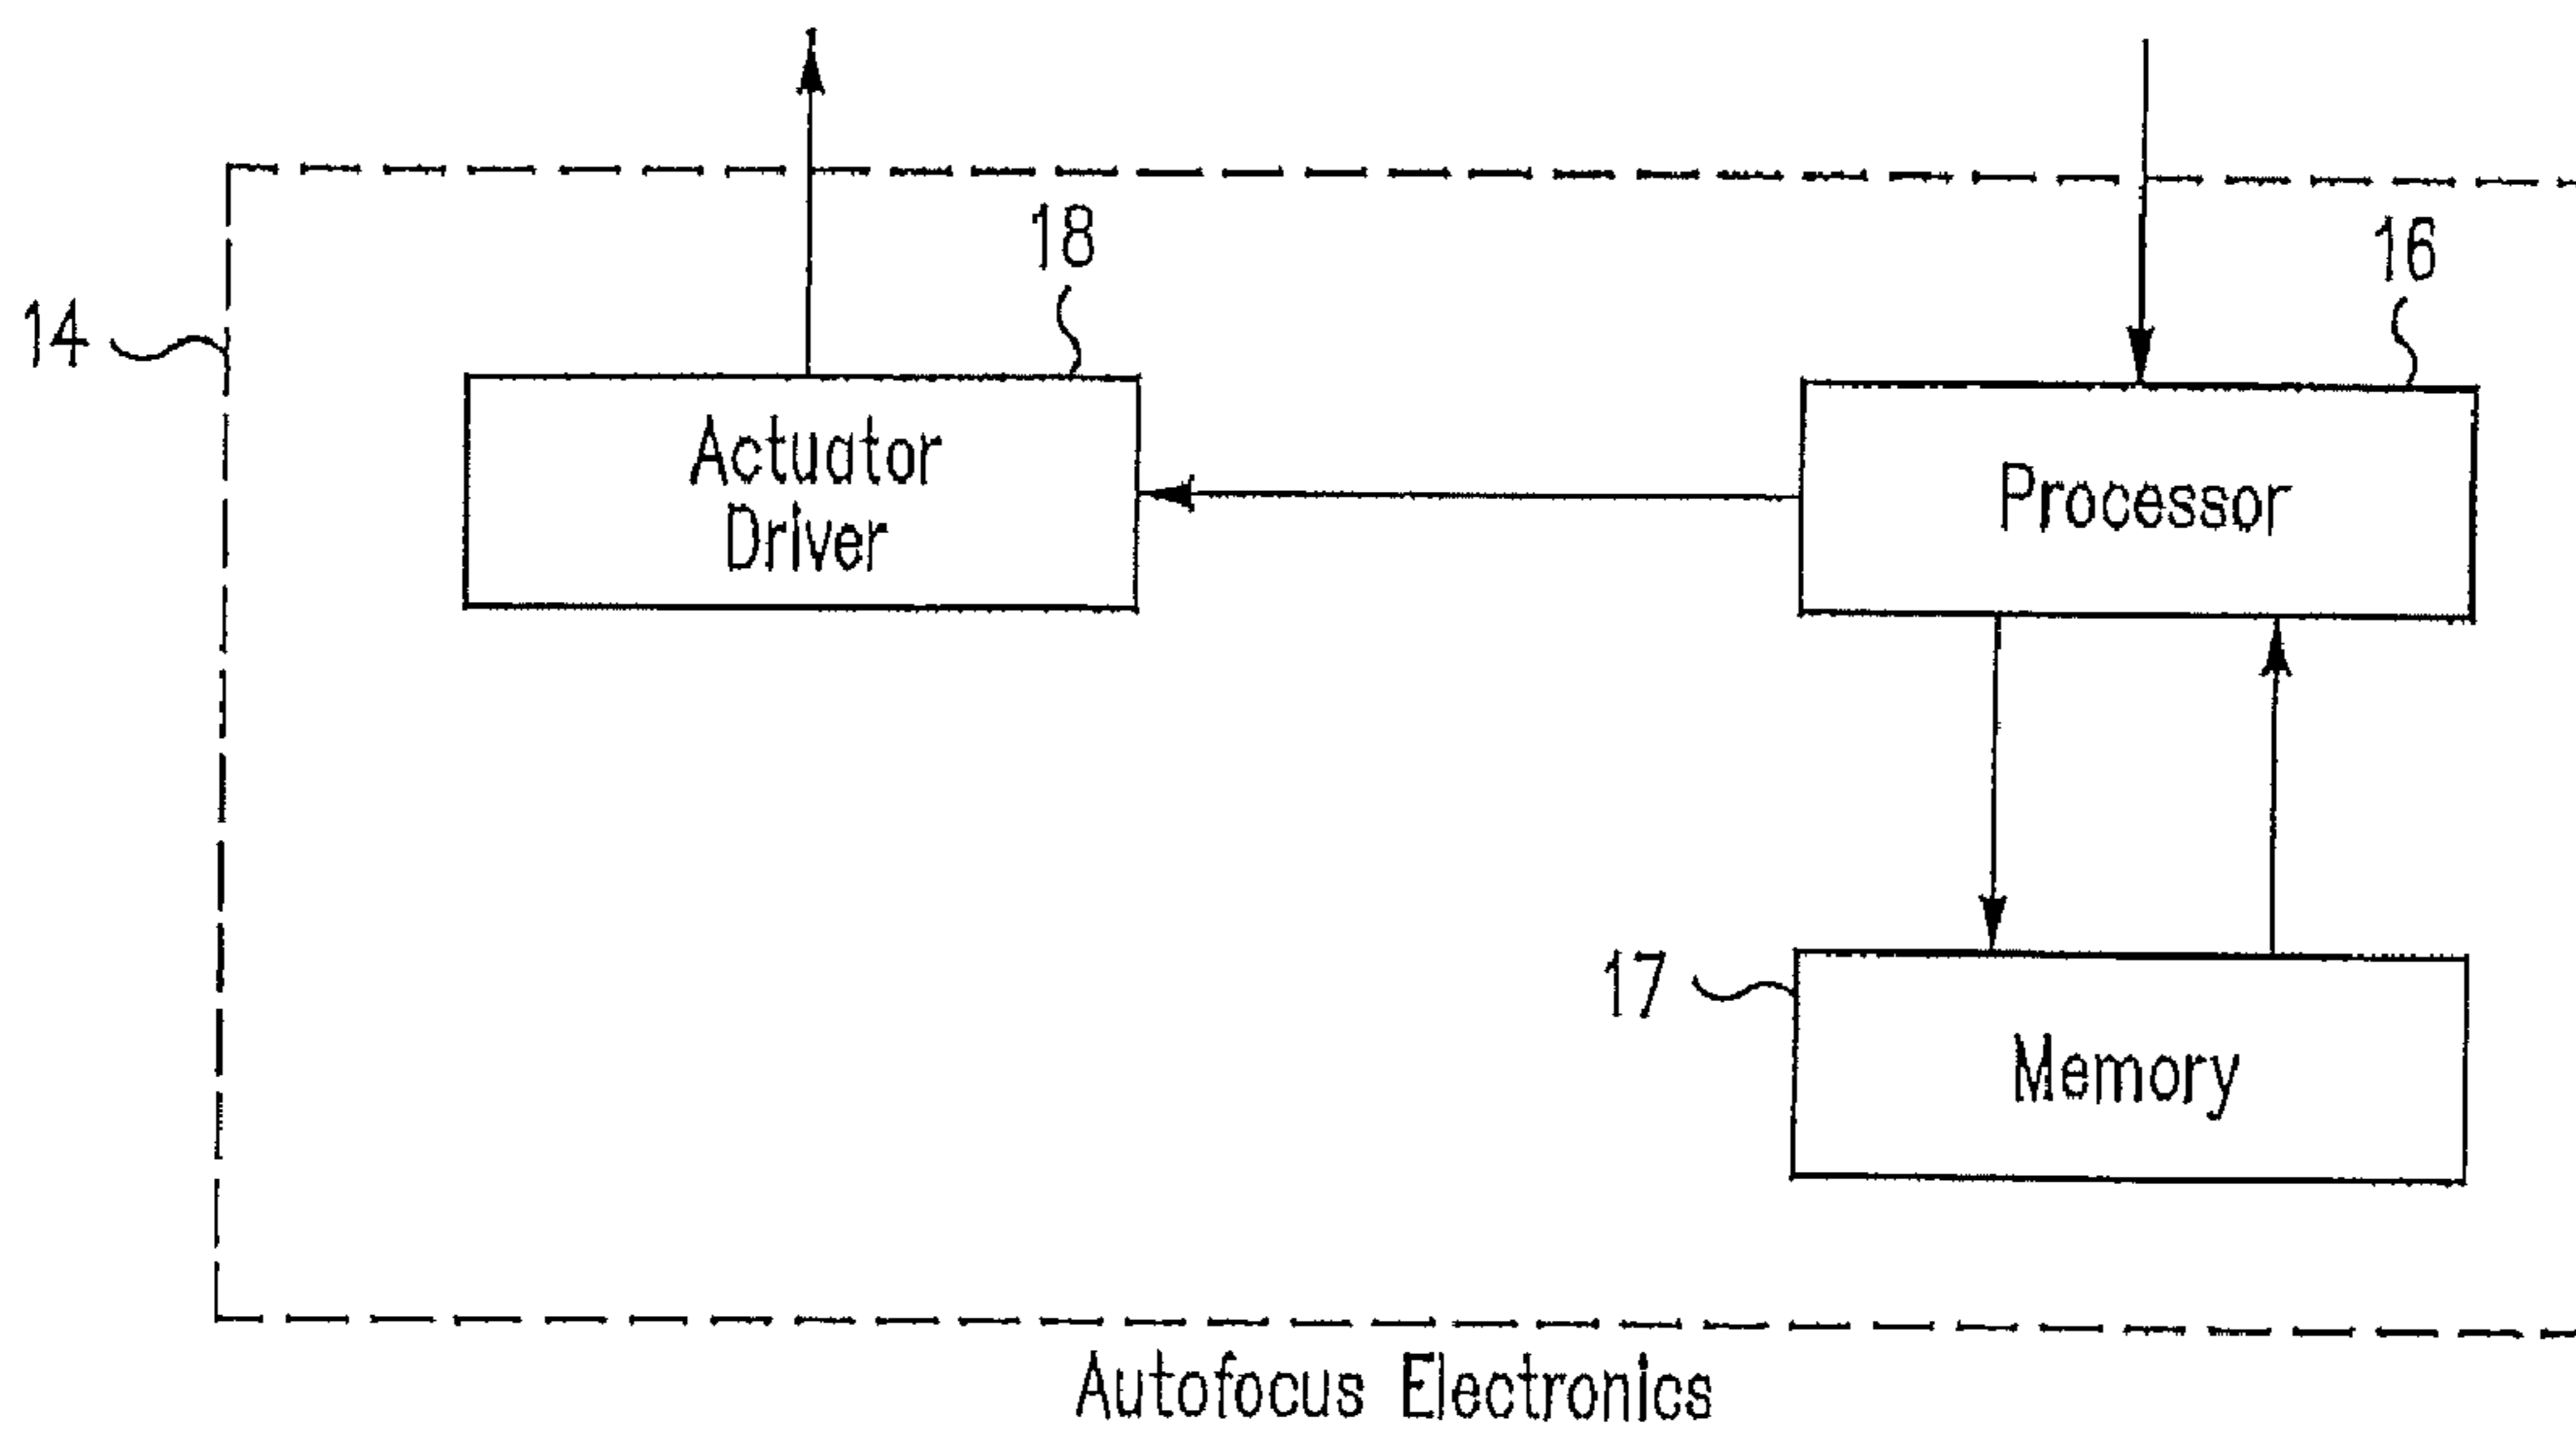 18
16
14
Actuator
Driver
Processor
17
Memory
Autofocus Electronics